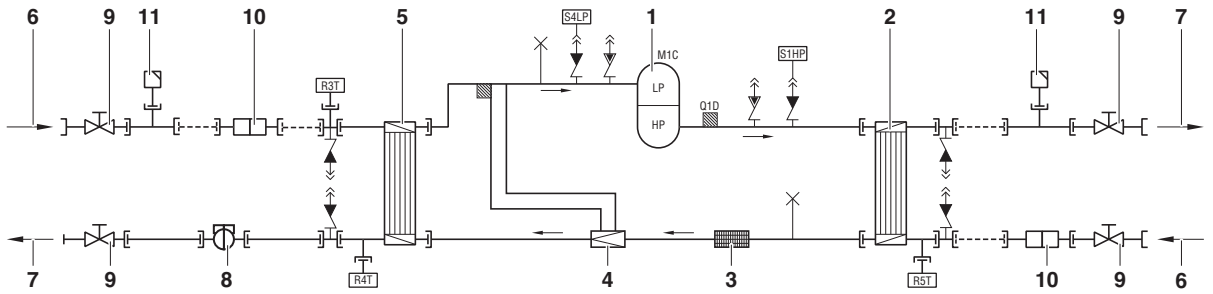 6 9 11 10 5 S4LP 1 2 11 9 7
M1C S1HP
R3T LP Q1D
HP
7 9 8 R4T 4 3 R5T 10 9 6